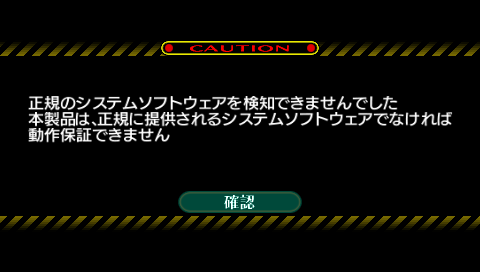 CAUTION
正規のシステムソフトウェアを検知できませんでした
本製品は、正規に提供されるシステムソフトウェアでなければ
動作保証できません
確認